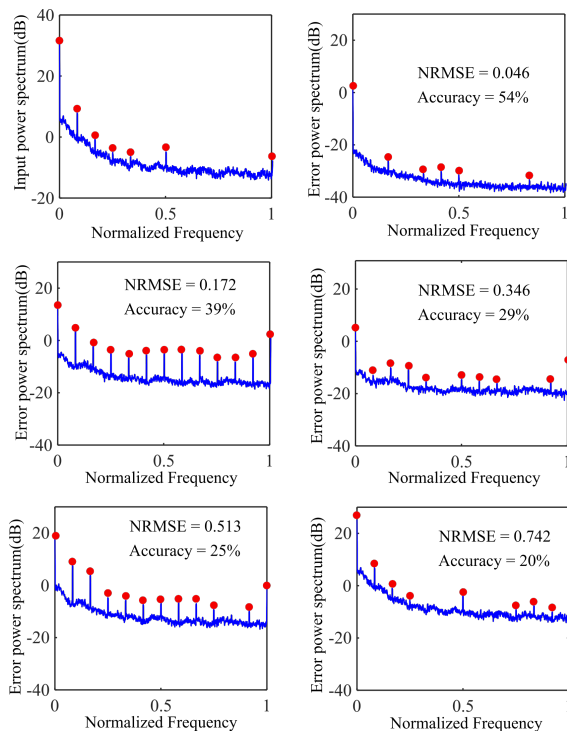 Input power spectrum(dB)
40
20
0
-20
0
0.5
1
Normalized Frequency
Error power spectrum(dB)
20
0
-20
-40
0
0.5
1
Normalized Frequency
NRMSE = 0.046
Accuracy = 54%
Error power spectrum(dB)
20
0
-20
-40
0
0.5
1
Normalized Frequency
NRMSE = 0.172
Accuracy = 39%
Error power spectrum(dB)
20
0
-20
-40
0
0.5
1
Normalized Frequency
NRMSE = 0.346
Accuracy = 29%
Error power spectrum(dB)
20
0
-20
-40
0
0.5
1
Normalized Frequency
NRMSE = 0.513
Accuracy = 25%
Error power spectrum(dB)
20
0
-20
-40
0
0.5
1
Normalized Frequency
NRMSE = 0.742
Accuracy = 20%